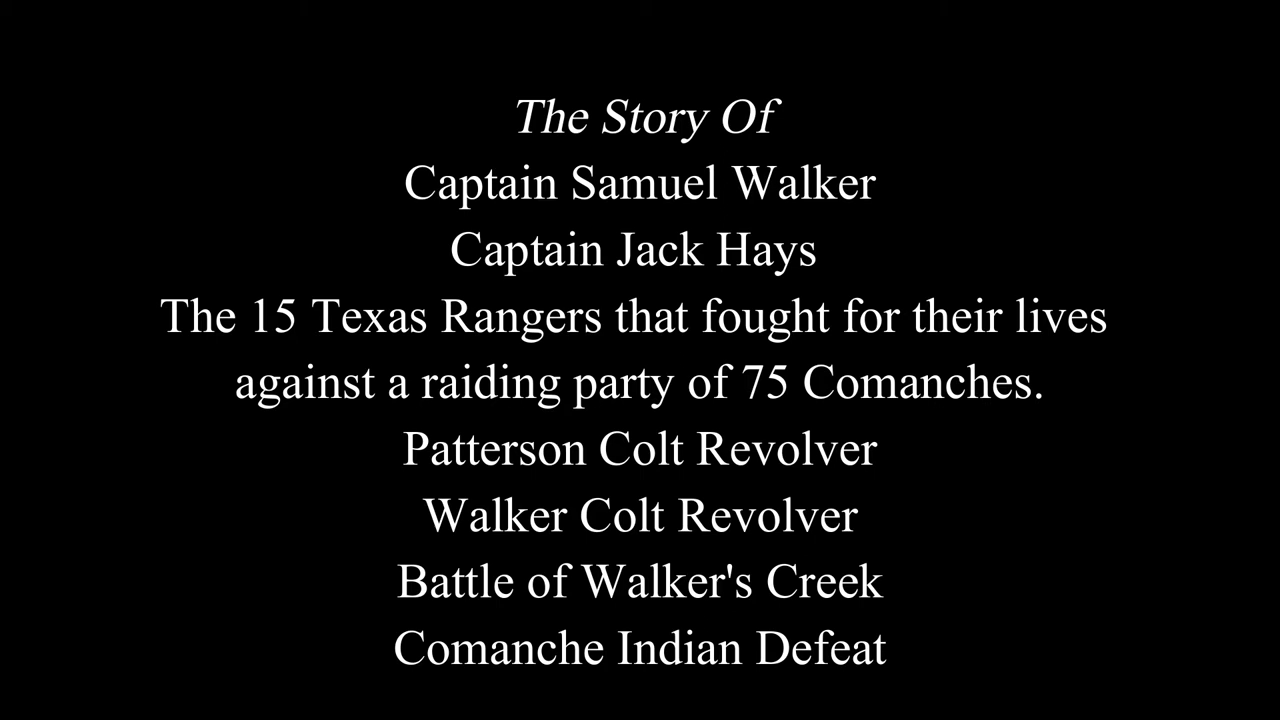 The Story Of
Captain Samuel Walker
Captain Jack Hays
The 15 Texas Rangers that fought for their lives
against a raiding party of 75 Comanches.
Patterson Colt Revolver
Walker Colt Revolver
Battle of Walker's Creek
Comanche Indian Defeat